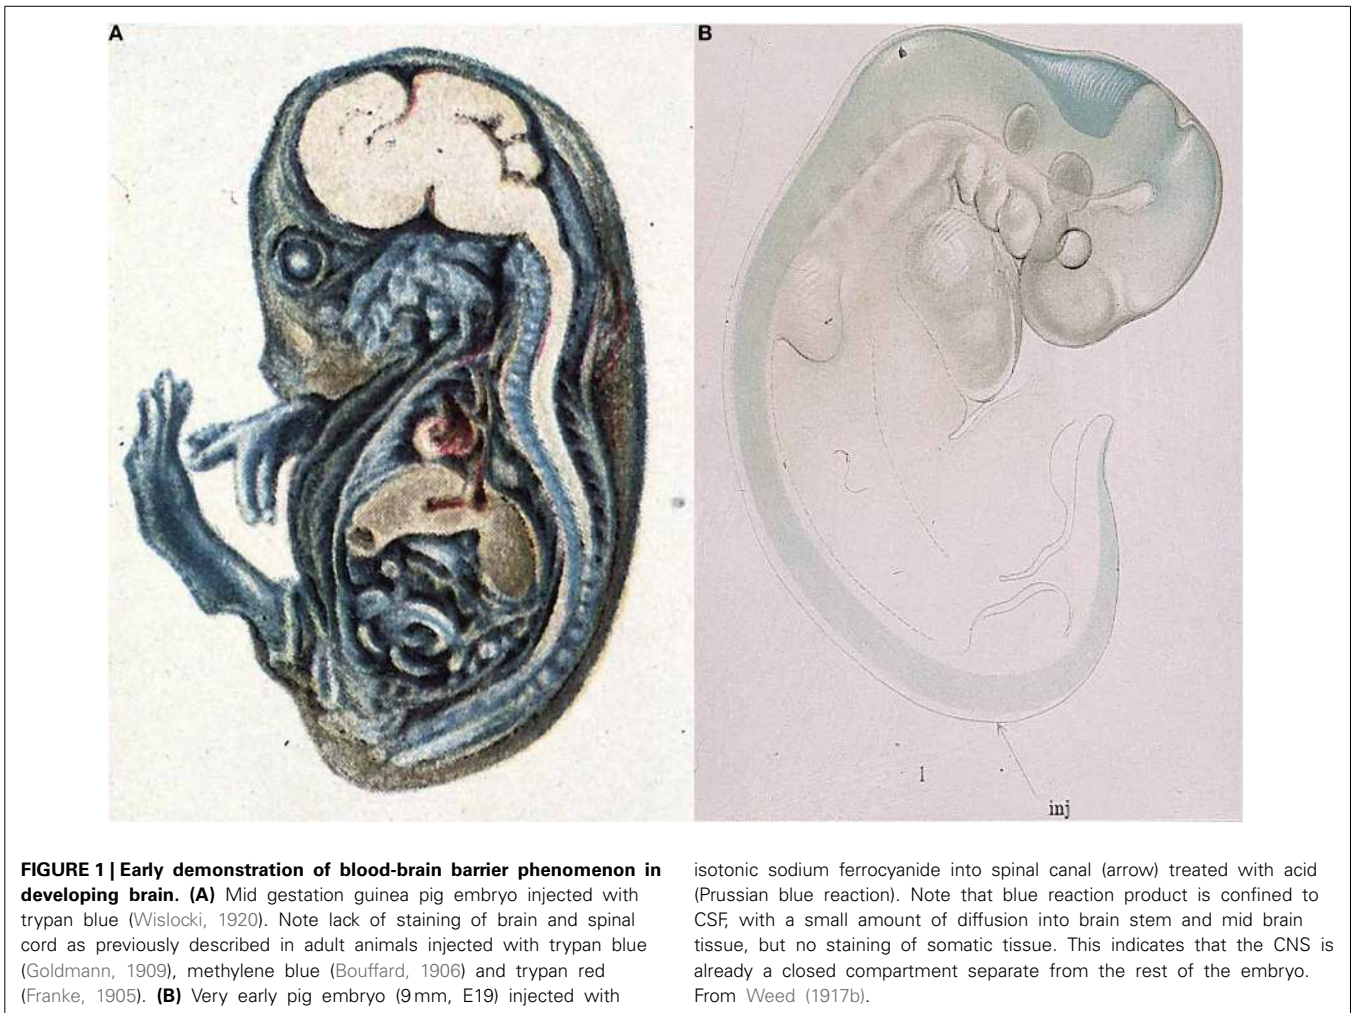 A
B
l
inj
FIGURE 1 | Early demonstration of blood-brain barrier phenomenon in
developing brain. (A) Mid gestation guinea pig embryo injected with
trypan blue (Wislocki, 1920). Note lack of staining of brain and spinal
cord as previously described in adult animals injected with trypan blue
(Goldmann, 1909), methylene blue (Bouffard, 1906) and trypan red
(Franke, 1905). (B) Very early pig embryo (9 mm, E19) injected with
isotonic sodium ferrocyanide into spinal canal (arrow) treated with acid
(Prussian blue reaction). Note that blue reaction product is confined to
CSF, with a small amount of diffusion into brain stem and mid brain
tissue, but no staining of somatic tissue. This indicates that the CNS is
already a closed compartment separate from the rest of the embryo.
From Weed (1917b).